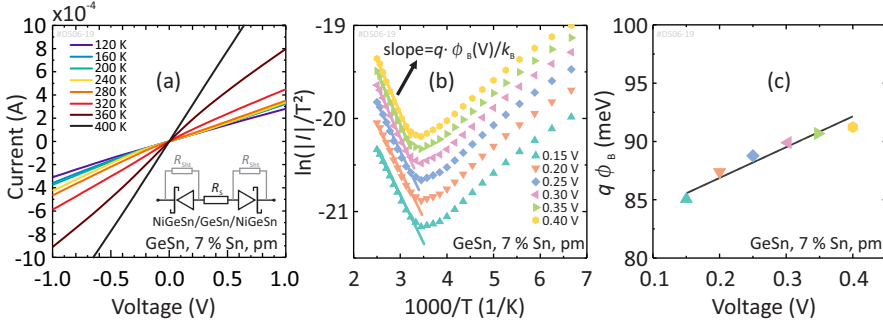 ×10⁻⁴
#DS06-19
10
8
6
4
2
0
-2
-4
-6
-8
-10
Current (A)
120 K
160 K
200 K
240 K
280 K
320 K
360 K
400 K
(a)
R_Sht
R_S
R_Sht
NiGeSn/GeSn/NiGeSn
GeSn, 7 % Sn, pm
-1.0 -0.5 0.0 0.5 1.0
Voltage (V)
-19
-20
-21
ln(|I|/T²)
#DS06-19
slope=q· ϕ_B(V)/k_B
(b)
0.15 V
0.20 V
0.25 V
0.30 V
0.35 V
0.40 V
GeSn, 7 % Sn, pm
2 3 4 5 6 7
1000/T (1/K)
100
95
90
85
80
q ϕ_B (meV)
#DS06-19
(c)
GeSn, 7 % Sn, pm
0.1 0.2 0.3 0.4
Voltage (V)